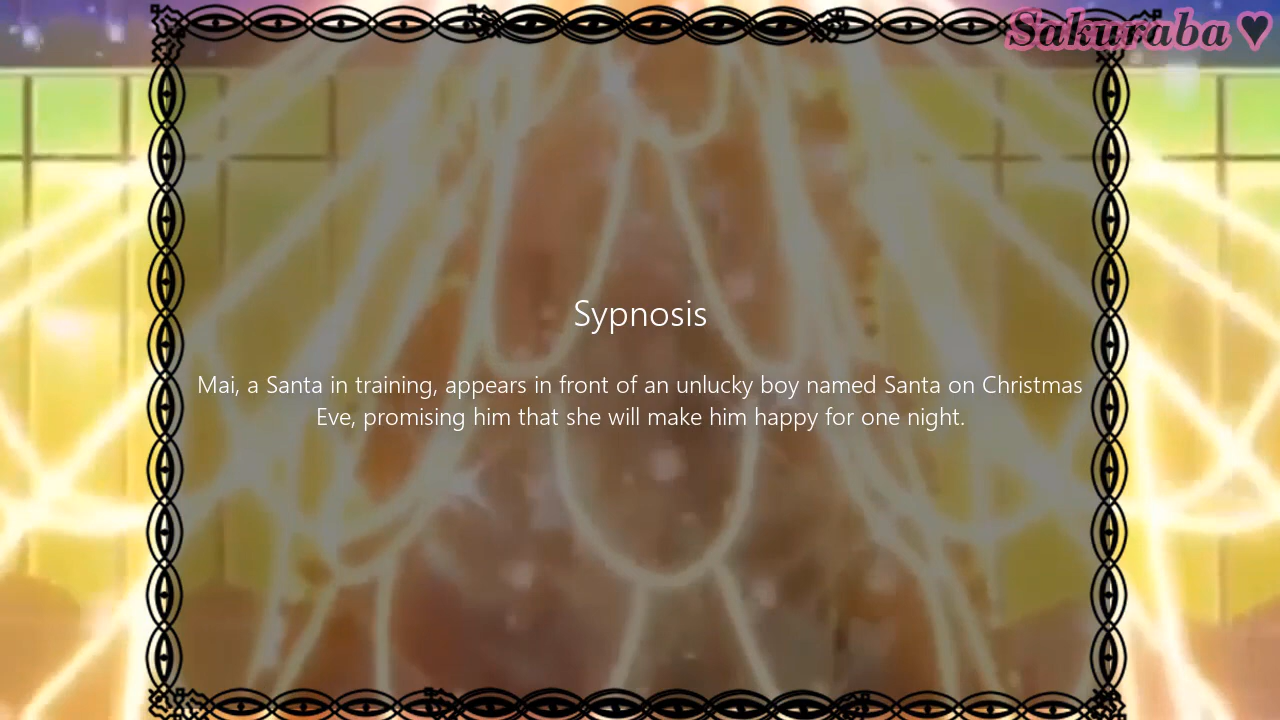 Sakuraba ♥
Sypnosis
Mai, a Santa in training, appears in front of an unlucky boy named Santa on Christmas
Eve, promising him that she will make him happy for one night.